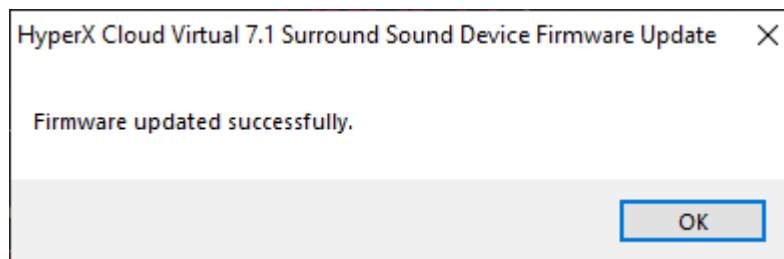 HyperX Cloud Virtual 7.1 Surround Sound Device Firmware Update
Firmware updated successfully.
OK